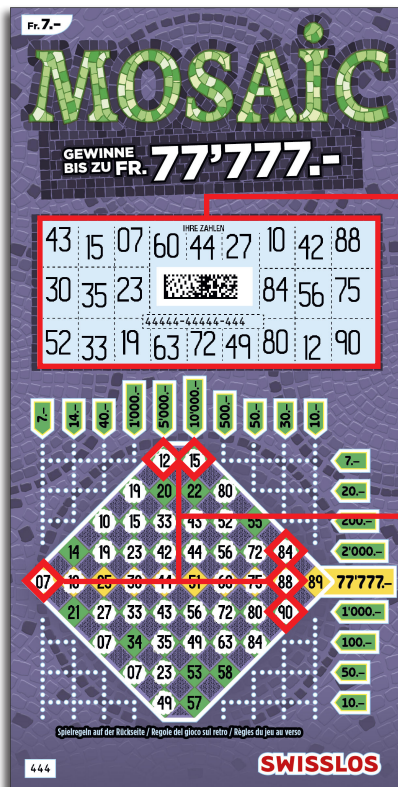 Fr. 7.–
MOSAIC
GEWINNE
BIS ZU FR. 77'777.–
IHRE ZAHLEN
43 15 07 60 44 27 10 42 88
30 35 23 84 56 75
44444-44444-444
52 33 19 63 72 49 80 12 90
7.– 14.– 40.– 1'000.– 5'000.– 10'000.– 500.– 50.– 30.– 10.–
12 15 7.–
19 20 22 80 20.–
10 15 33 43 52 55 200.–
14 19 23 42 44 56 72 84 2'000.–
07 25 44 51 75 88 89 77'777.–
21 27 33 43 56 72 80 90 1'000.–
07 34 35 49 63 84 100.–
07 23 53 58 50.–
49 57 10.–
Spielregeln auf der Rückseite / Regole del gioco sul retro / Règles du jeu au verso
444
SWISSLOS